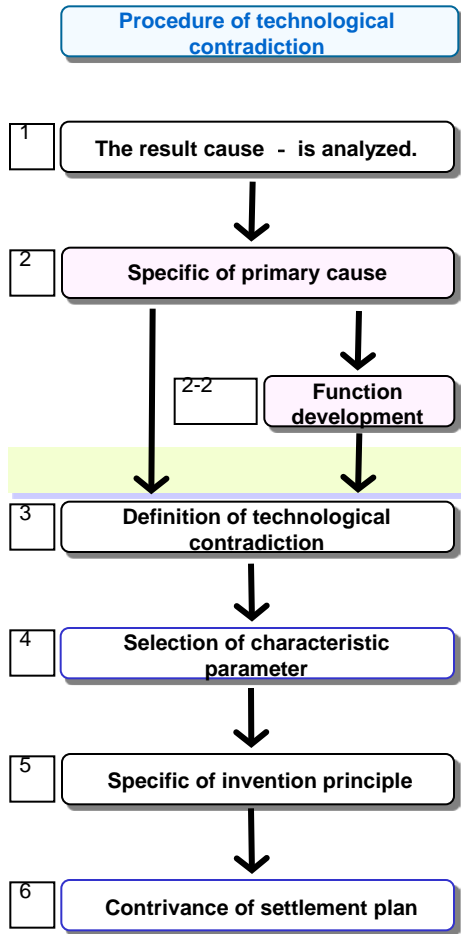 Procedure of technological
contradiction
1
The result cause - is analyzed.
2
Specific of primary cause
2-2
Function
development
3
Definition of technological
contradiction
4
Selection of characteristic
parameter
5
Specific of invention principle
6
Contrivance of settlement plan